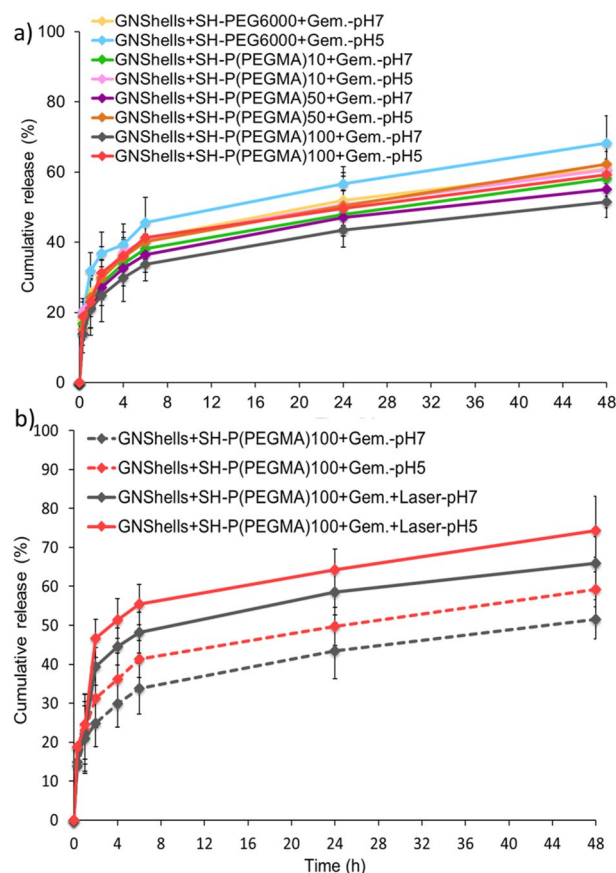 a)
GNShells+SH-PEG6000+Gem.-pH7
GNShells+SH-PEG6000+Gem.-pH5
GNShells+SH-P(PEGMA)10+Gem.-pH7
GNShells+SH-P(PEGMA)10+Gem.-pH5
GNShells+SH-P(PEGMA)50+Gem.-pH7
GNShells+SH-P(PEGMA)50+Gem.-pH5
GNShells+SH-P(PEGMA)100+Gem.-pH7
GNShells+SH-P(PEGMA)100+Gem.-pH5
Cumulative release (%)
100
80
60
40
20
0
0 4 8 12 16 20 24 28 32 36 40 44 48
b)
GNShells+SH-P(PEGMA)100+Gem.-pH7
GNShells+SH-P(PEGMA)100+Gem.-pH5
GNShells+SH-P(PEGMA)100+Gem.+Laser-pH7
GNShells+SH-P(PEGMA)100+Gem.+Laser-pH5
Cumulative release (%)
100
90
80
70
60
50
40
30
20
10
0
0 4 8 12 16 20 24 28 32 36 40 44 48
Time (h)